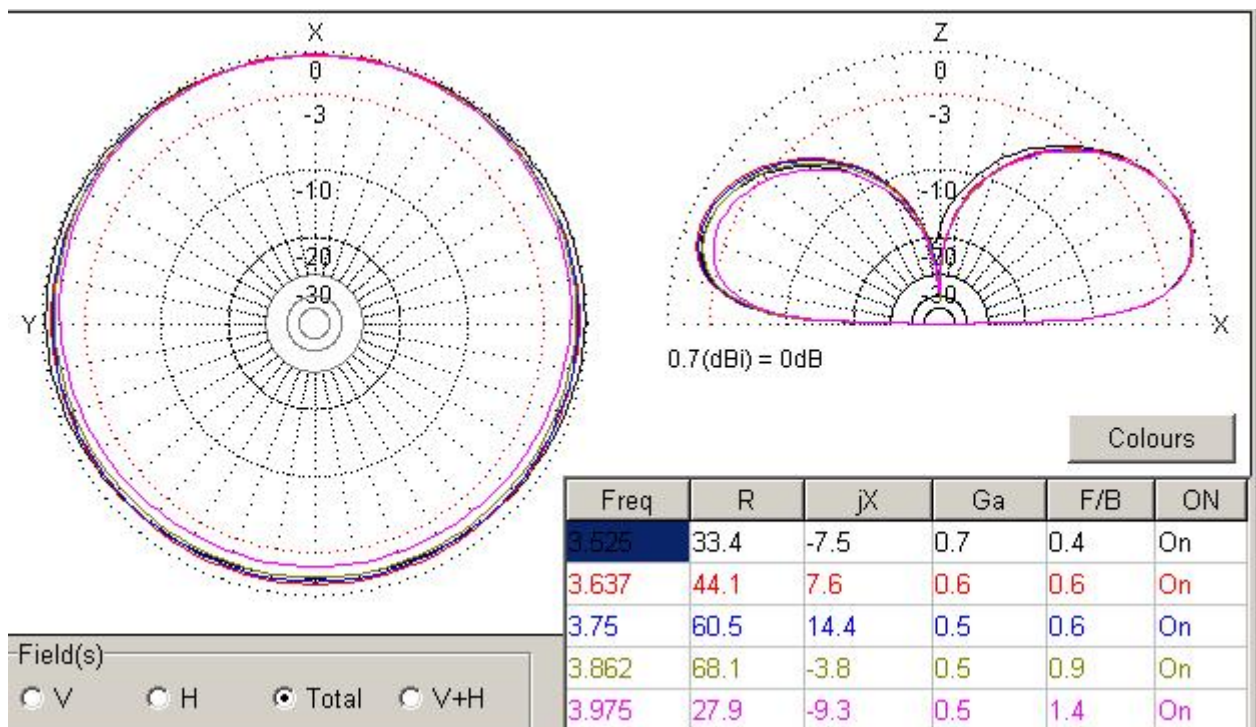 X
0
-3
-10
-20
-30
Y
Z
0
-3
-10
-20
-30
X
0.7(dBi) = 0dB
Colours
Freq R jX Ga F/B ON
3.525 33.4 -7.5 0.7 0.4 On
3.637 44.1 7.6 0.6 0.6 On
3.75 60.5 14.4 0.5 0.6 On
3.862 68.1 -3.8 0.5 0.9 On
3.975 27.9 -9.3 0.5 1.4 On
Field(s)
V H Total V+H